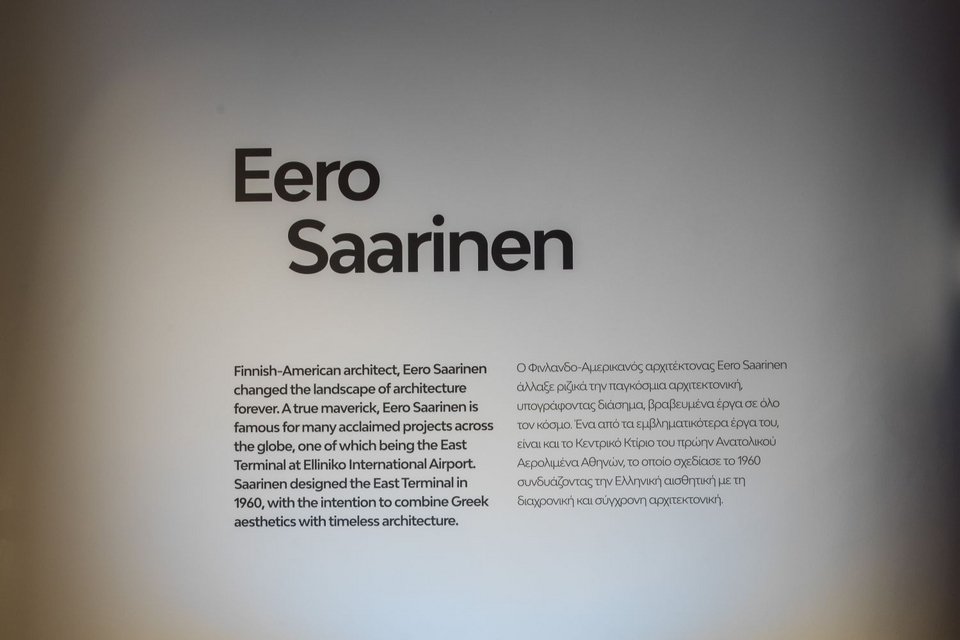 Eero
Saarinen
Finnish-American architect, Eero Saarinen
changed the landscape of architecture
forever. A true maverick, Eero Saarinen is
famous for many acclaimed projects across
the globe, one of which being the East
Terminal at Elliniko International Airport.
Saarinen designed the East Terminal in
1960, with the intention to combine Greek
aesthetics with timeless architecture.
Ο Φινλανδο-Αμερικανός αρχιτέκτονας Eero Saarinen
άλλαξε ριζικά την παγκόσμια αρχιτεκτονική,
υπογράφοντας διάσημα, βραβευμένα έργα σε όλο
τον κόσμο. Ένα από τα εμβληματικότερα έργα του,
είναι και το Κεντρικό Κτίριο του πρώην Ανατολικού
Αερολιμένα Αθηνών, το οποίο σχεδίασε το 1960
συνδυάζοντας την Ελληνική αισθητική με τη
διαχρονική και σύγχρονη αρχιτεκτονική.